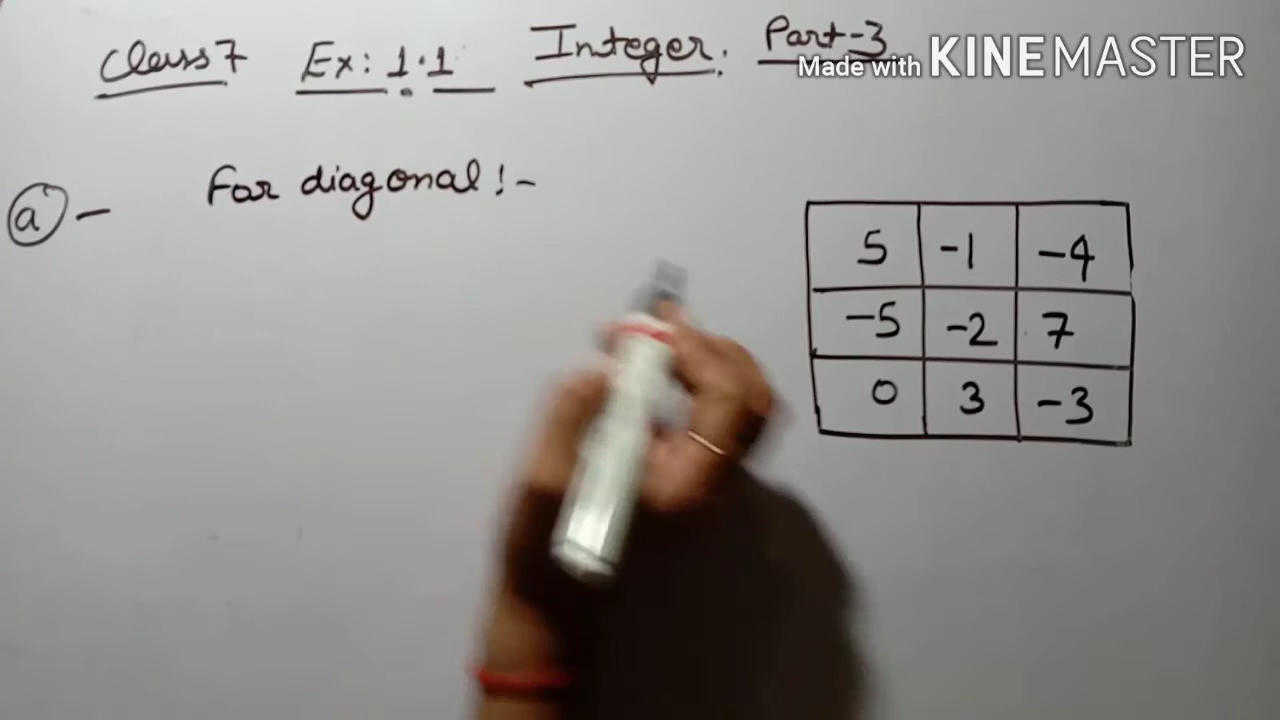 Class 7 Ex: 1.1 Integer. Part-3
Made with KINEMASTER
a - For diagonal :-
5 -1 -4
-5 -2 7
0 3 -3